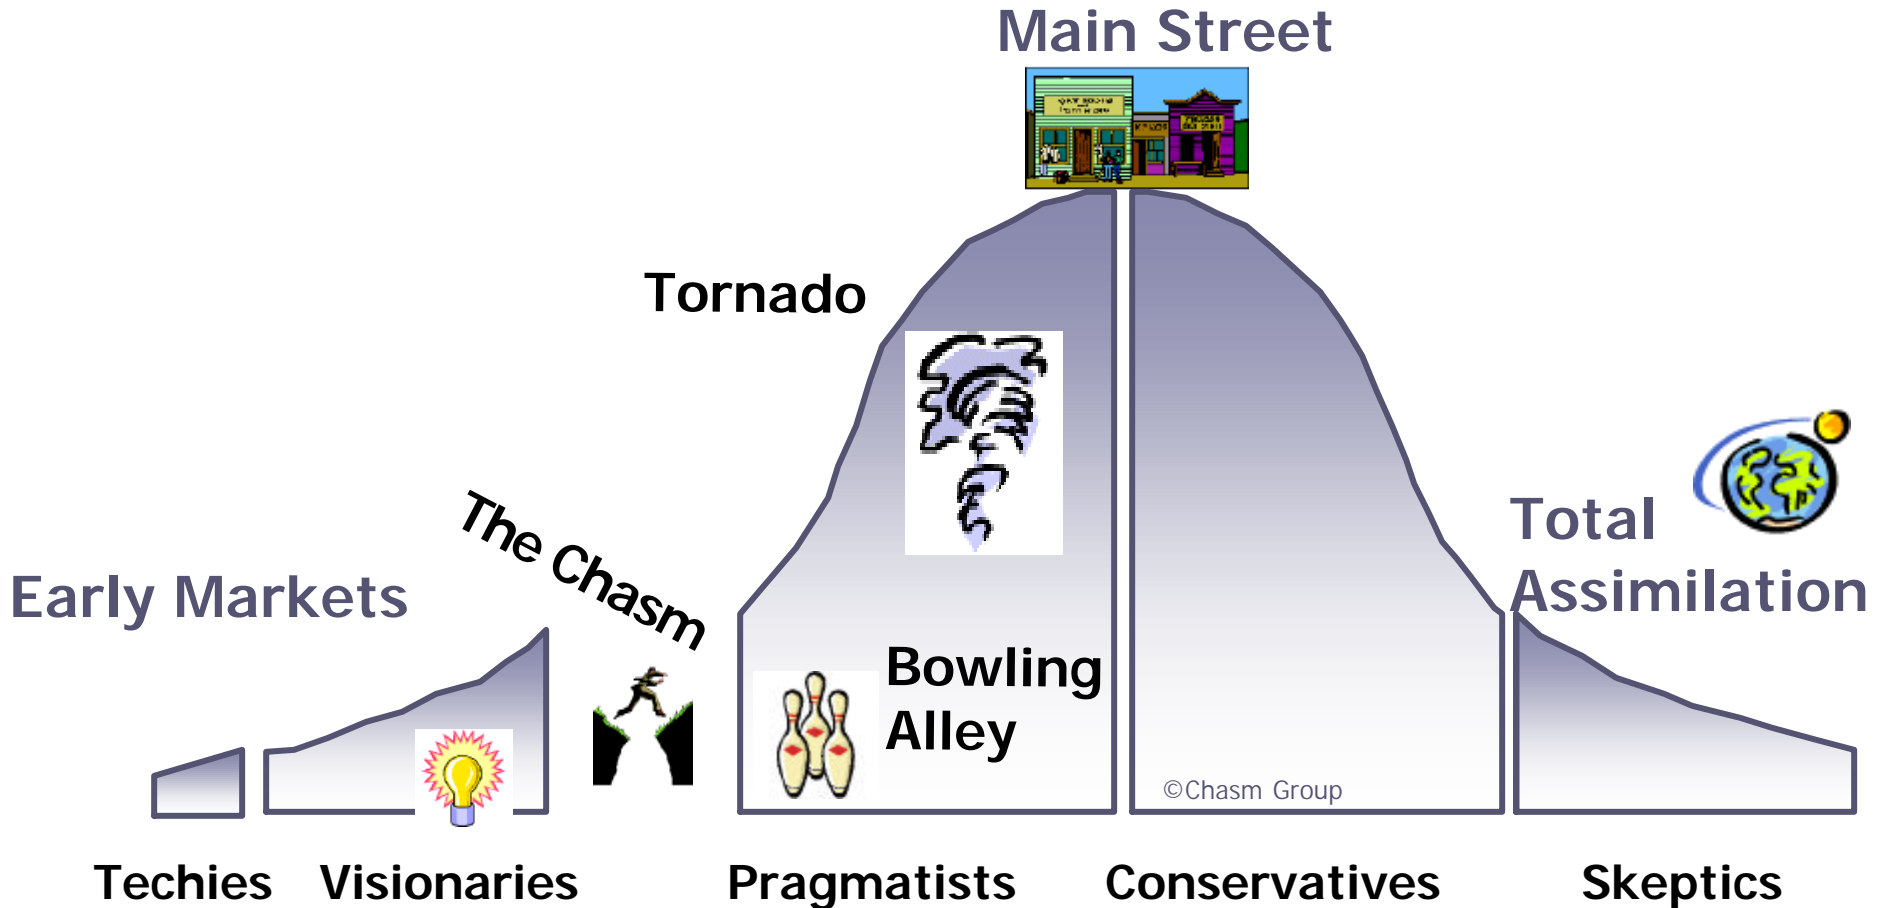 Main Street
Tornado
The Chasm
Total
Assimilation
Early Markets
Bowling
Alley
©Chasm Group
Techies Visionaries Pragmatists Conservatives Skeptics